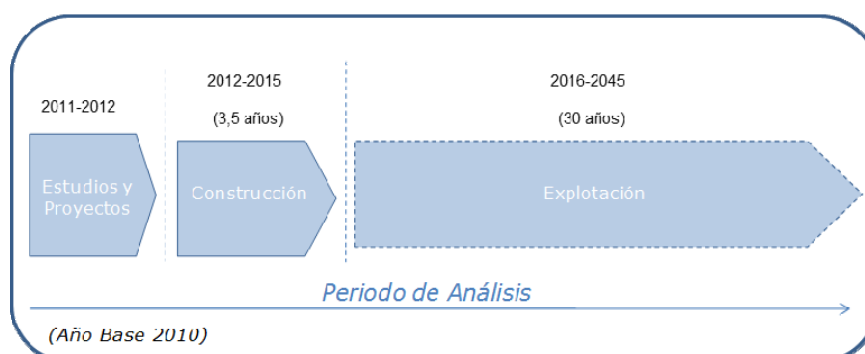 2011-2012
Estudios y
Proyectos
2012-2015
(3,5 años)
Construcción
2016-2045
(30 años)
Explotación
Periodo de Análisis
(Año Base 2010)